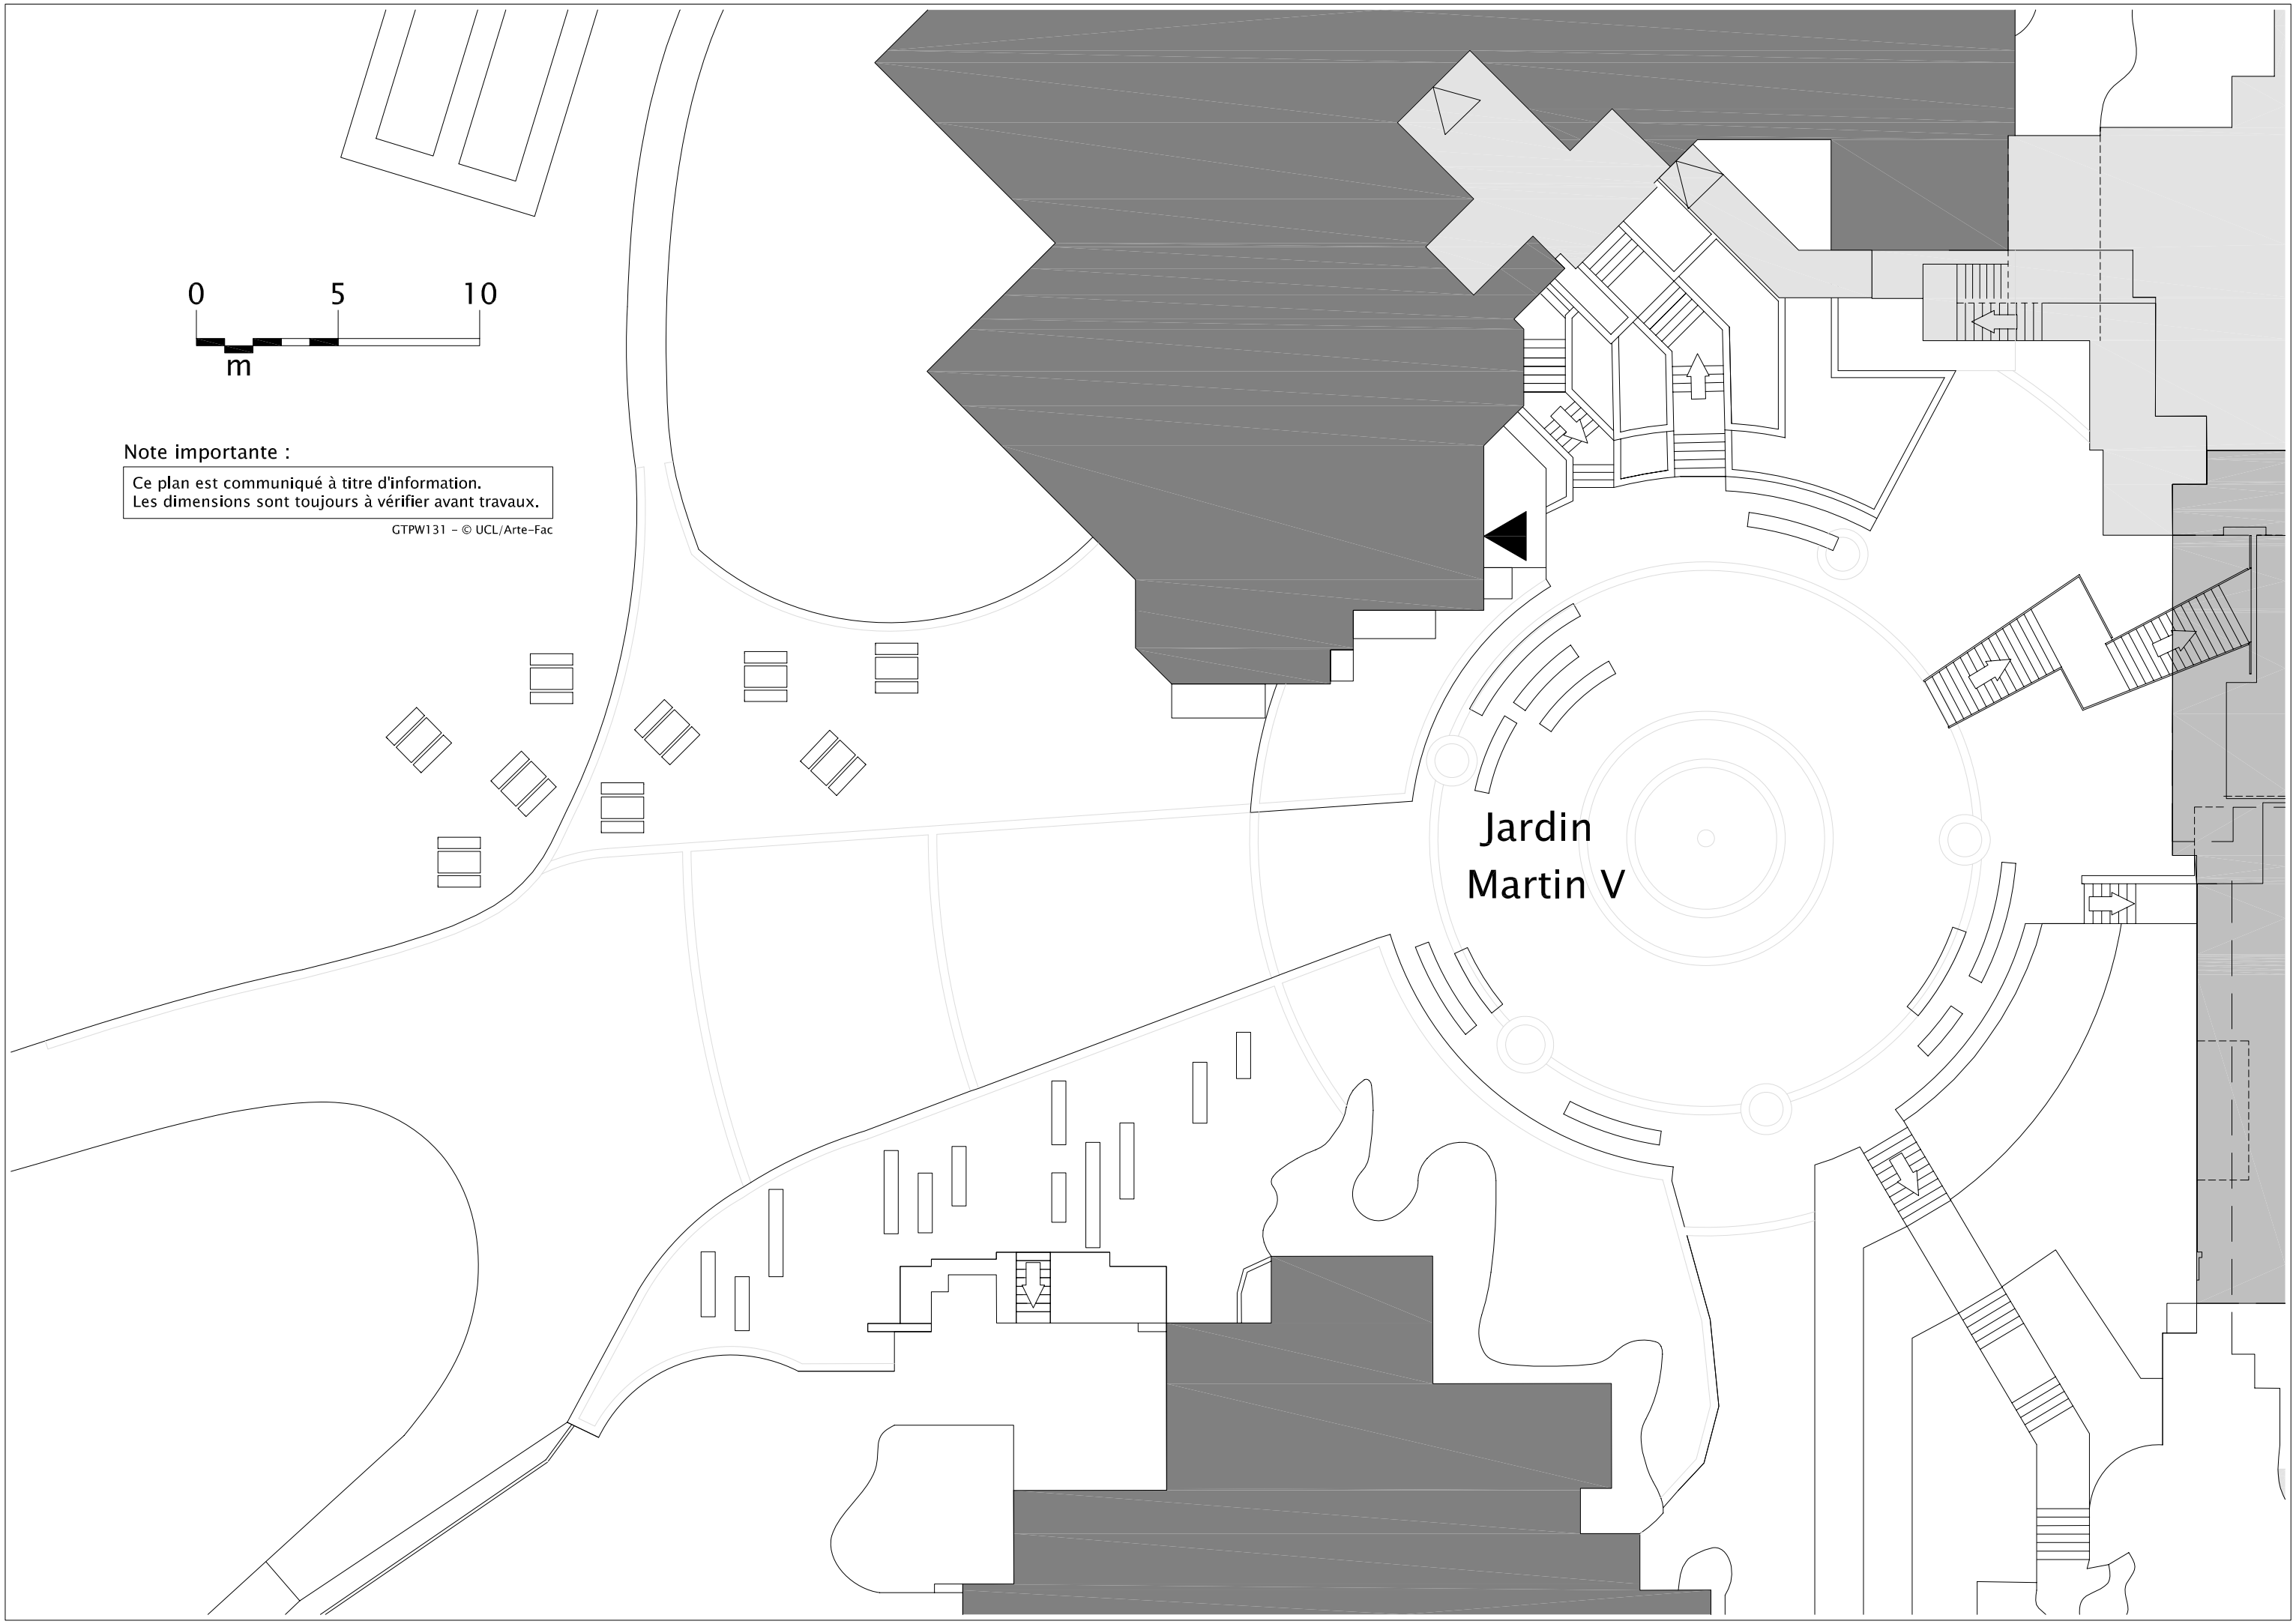 0 5 10
m
Note importante :
Ce plan est communiqué à titre d'information.
Les dimensions sont toujours à vérifier avant travaux.
GTPW131 - © UCL/Arte-Fac
Jardin
Martin V